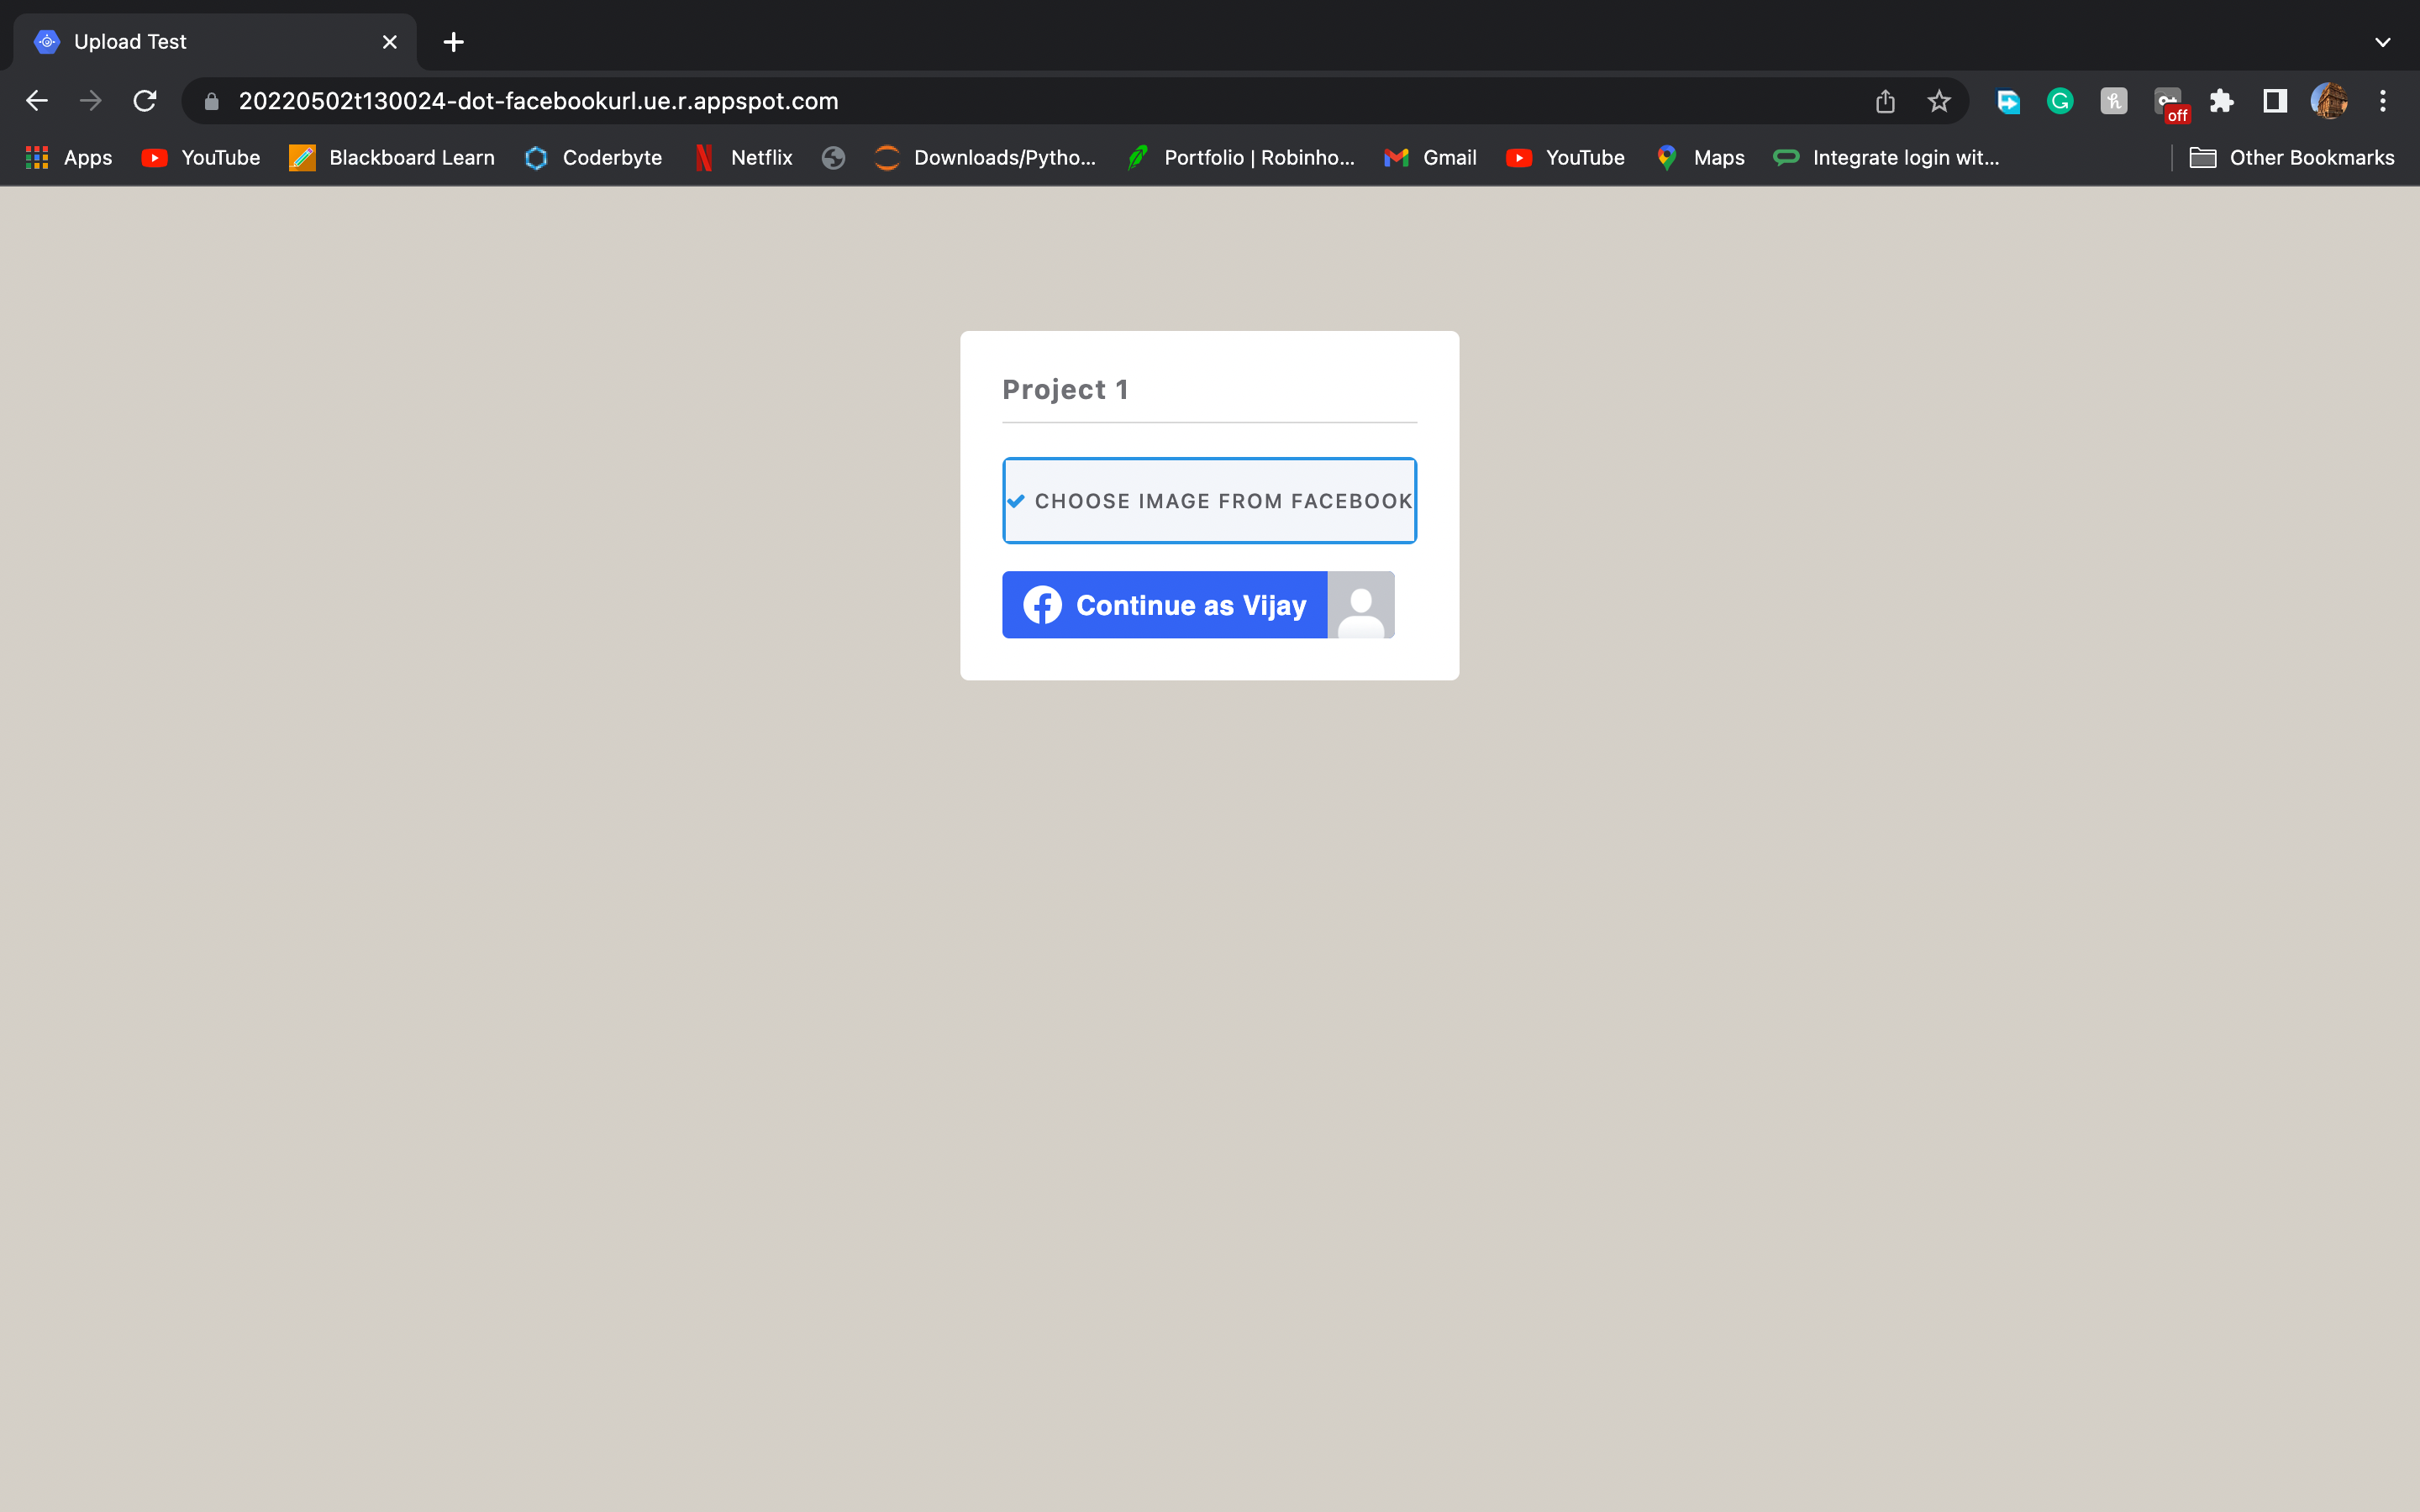 Upload Test
20220502t130024-dot-facebookurl.ue.r.appspot.com
off
Apps YouTube Blackboard Learn Coderbyte Netflix Downloads/Pytho... Portfolio | Robinho... Gmail YouTube Maps Integrate login wit... Other Bookmarks
Project 1
CHOOSE IMAGE FROM FACEBOOK
Continue as Vijay